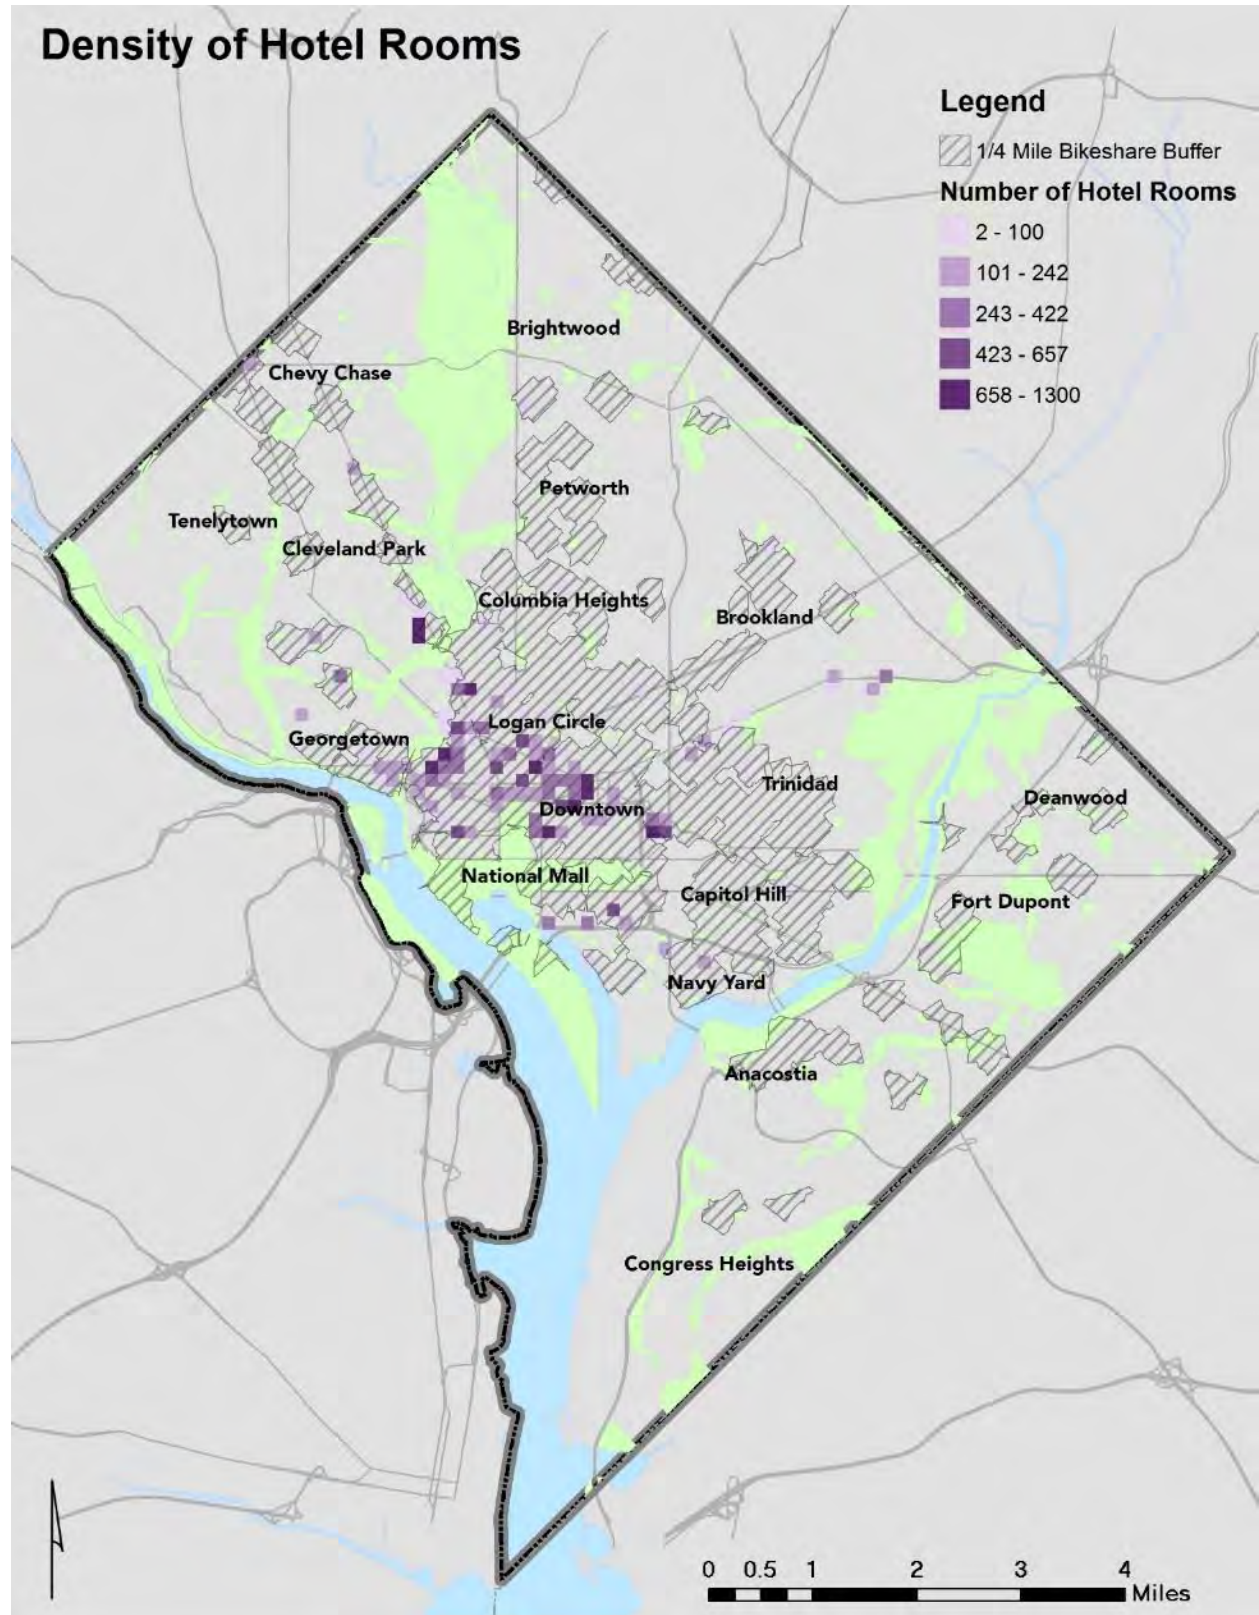 Density of Hotel Rooms
Legend
1/4 Mile Bikeshare Buffer
Number of Hotel Rooms
2 - 100
101 - 242
243 - 422
423 - 657
658 - 1300
Brightwood
Chevy Chase
Petworth
Tenelytown
Cleveland Park
Columbia Heights
Brookland
Logan Circle
Georgetown
Trinidad
Deanwood
Downtown
National Mall
Capitol Hill
Fort Dupont
Navy Yard
Anacostia
Congress Heights
0 0.5 1 2 3 4
Miles